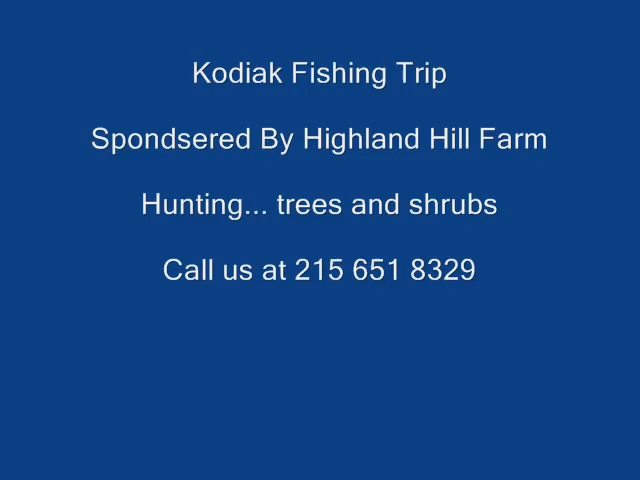 Kodiak Fishing Trip
Spondsered By Highland Hill Farm
Hunting... trees and shrubs
Call us at 215 651 8329